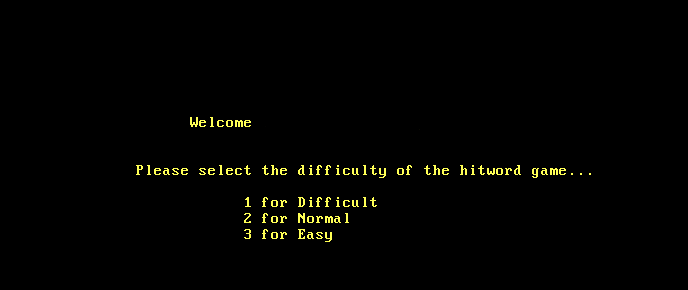 Welcome
Please select the difficulty of the hitword game...
1 for Difficult
2 for Normal
3 for Easy